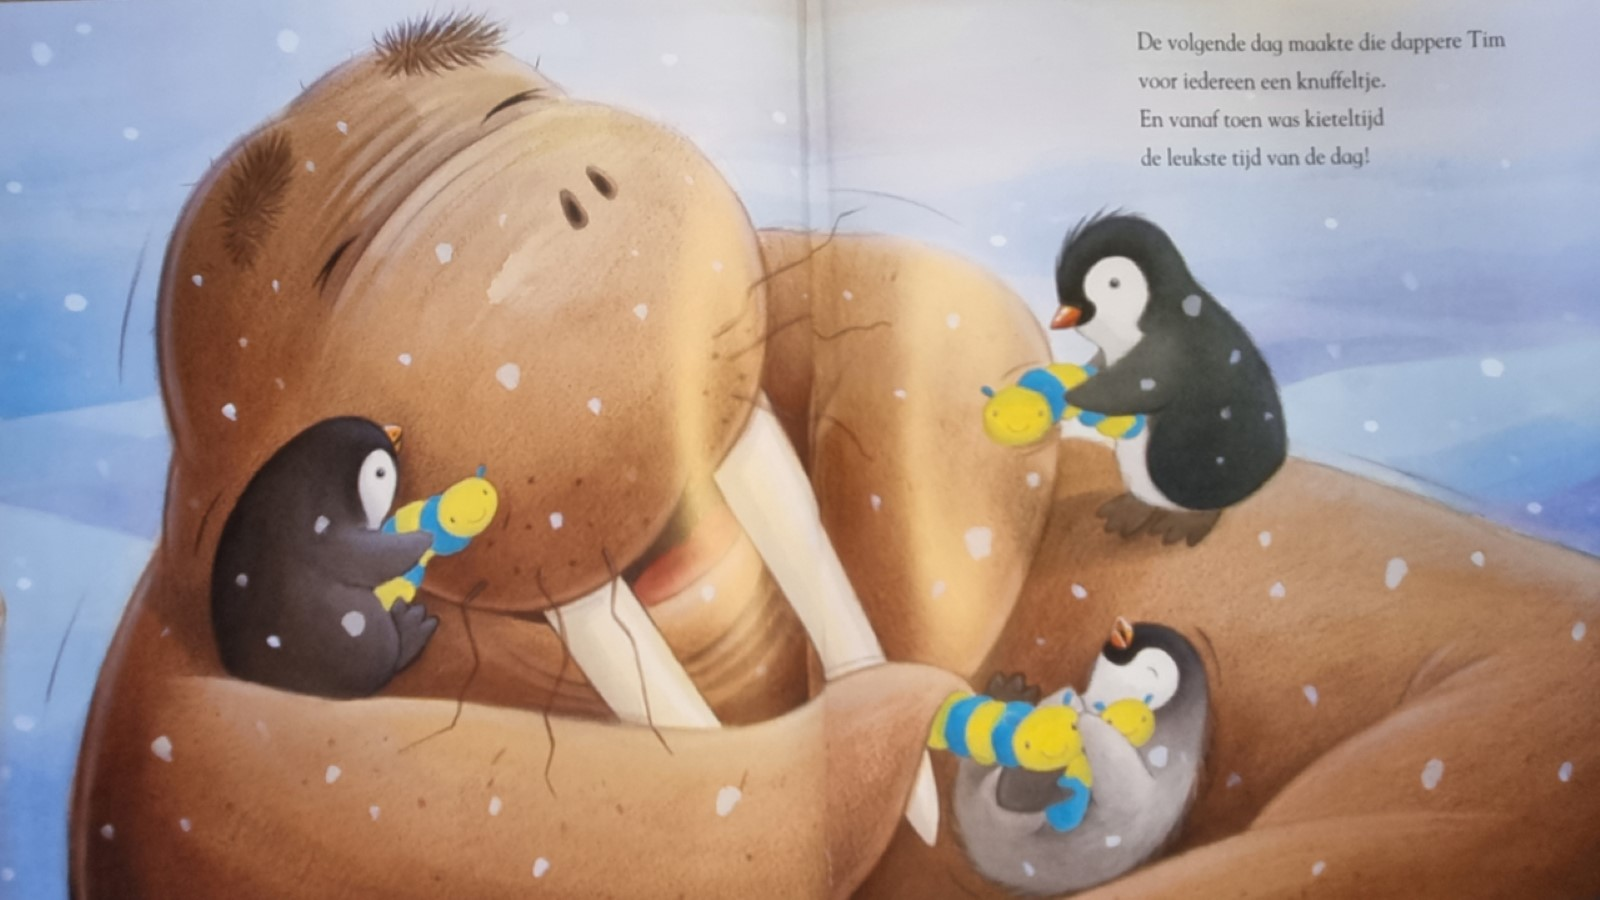 De volgende dag maakte die dappere Tim
voor iedereen een knuffeltje.
En vanaf toen was kieteltijd
de leukste tijd van de dag!